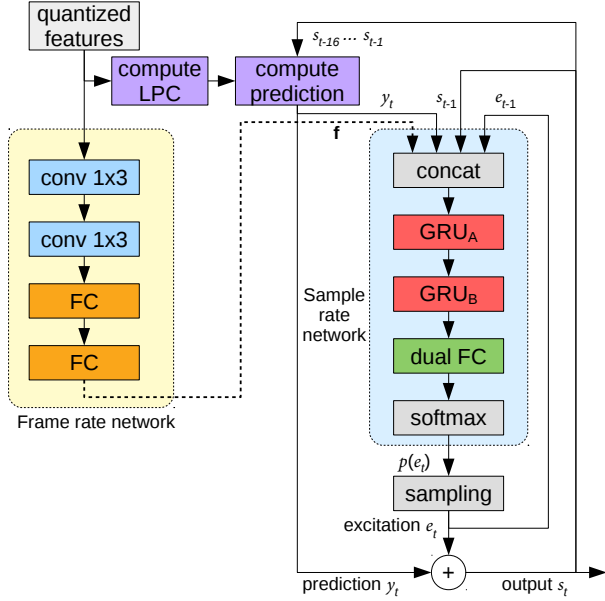 quantized
features
s_{t-16} ... s_{t-1}
compute
LPC
compute
prediction
y_t
s_{t-1}
e_{t-1}
f
conv 1x3
conv 1x3
FC
FC
Frame rate network
concat
GRU_A
GRU_B
Sample
rate
network
dual FC
softmax
p(e_t)
sampling
excitation e_t
+
prediction y_t
output s_t